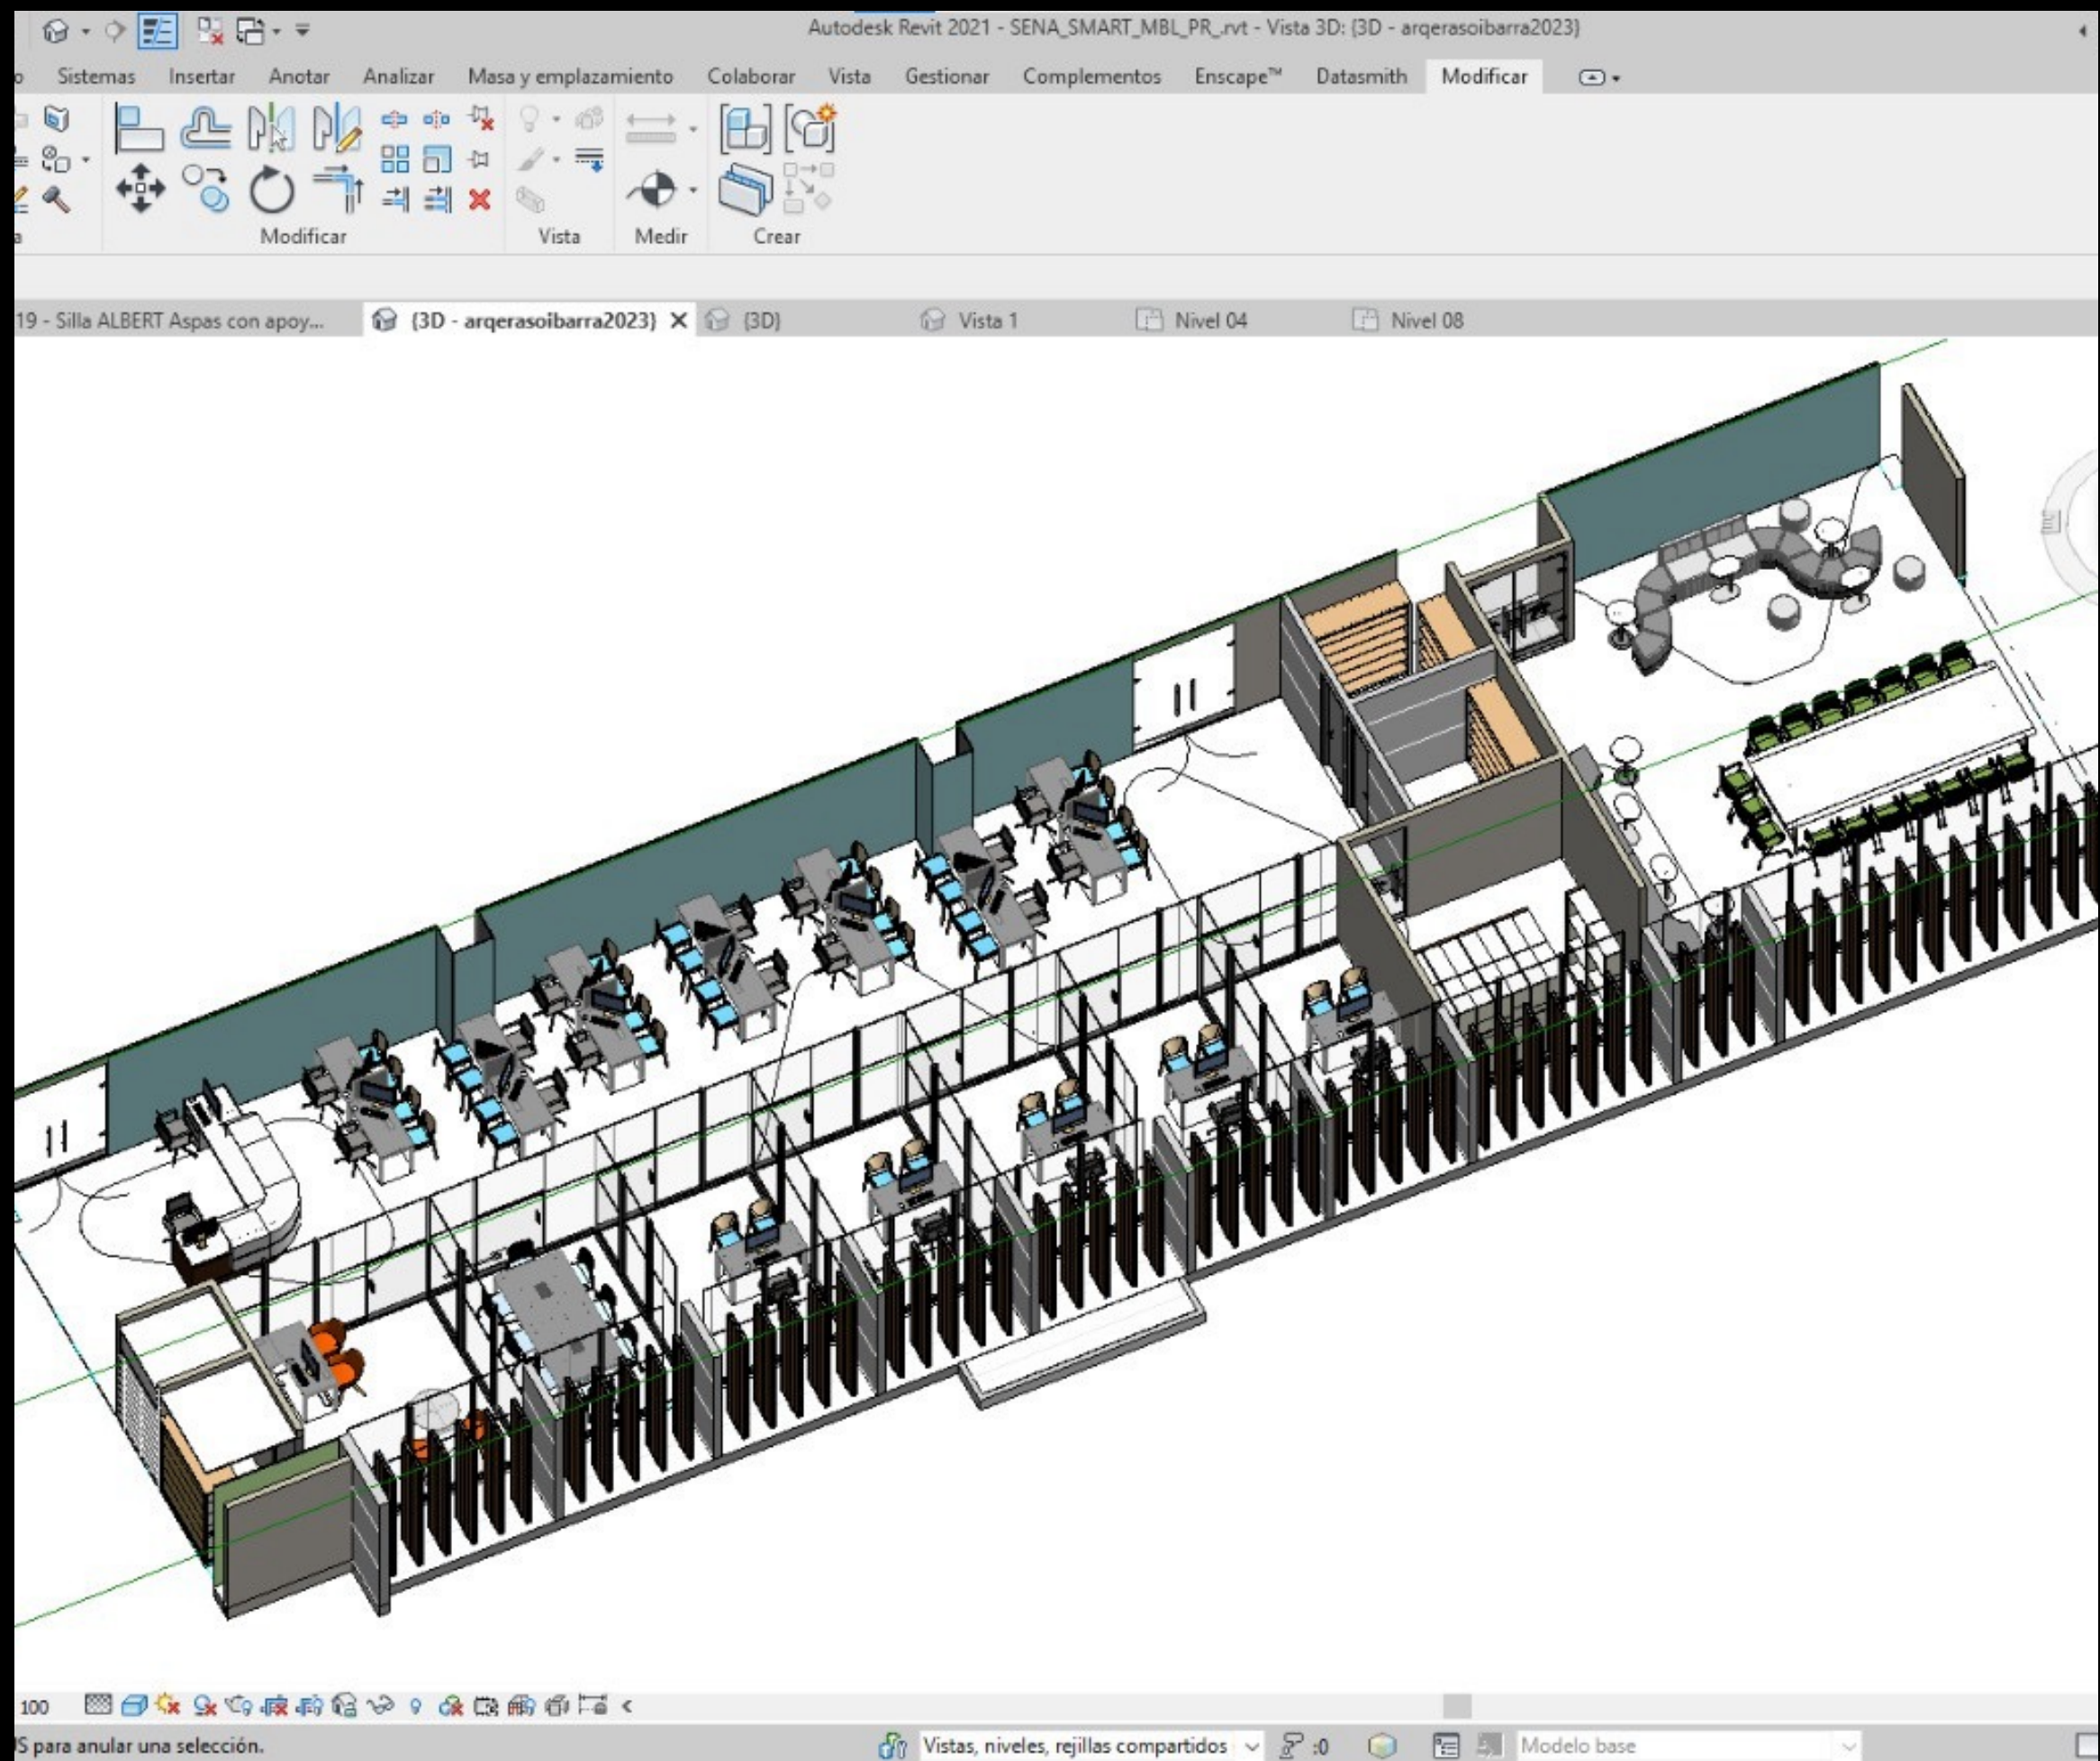 Autodesk Revit 2021 - SENA_SMART_MBL_PR_.rvt - Vista 3D: {3D - arqerasoibarra2023}
Sistemas Insertar Anotar Analizar Masa y emplazamiento Colaborar Vista Gestionar Complementos Enscape™ Datasmith Modificar
Modificar Vista Medir Crear
19 - Silla ALBERT Aspas con apoy... {3D - arqerasoibarra2023} {3D} Vista 1 Nivel 04 Nivel 08
100
para anular una selección. Vistas, niveles, rejillas compartidos :0 Modelo base